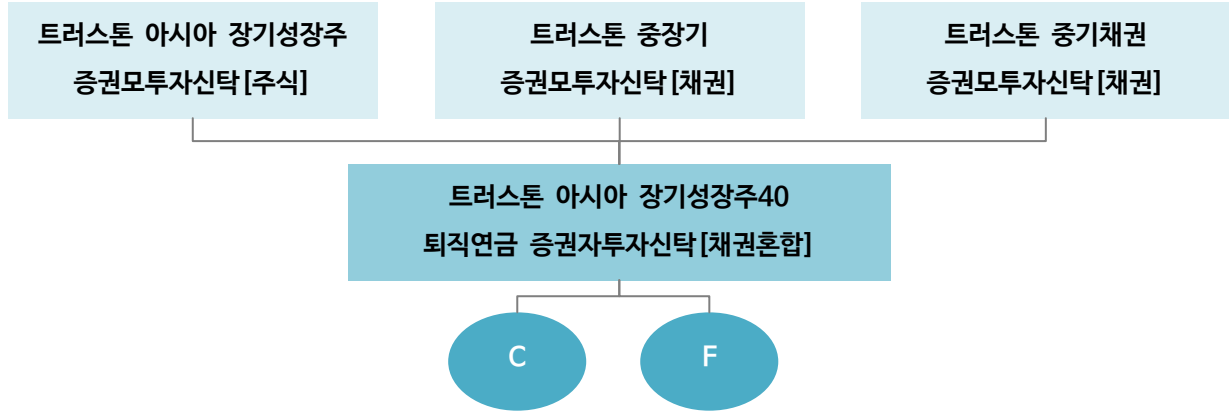 트러스톤 아시아 장기성장주
증권모투자신탁[주식]
트러스톤 중장기
증권모투자신탁[채권]
트러스톤 중기채권
증권모투자신탁[채권]
트러스톤 아시아 장기성장주40
퇴직연금 증권자투자신탁[채권혼합]
C
F